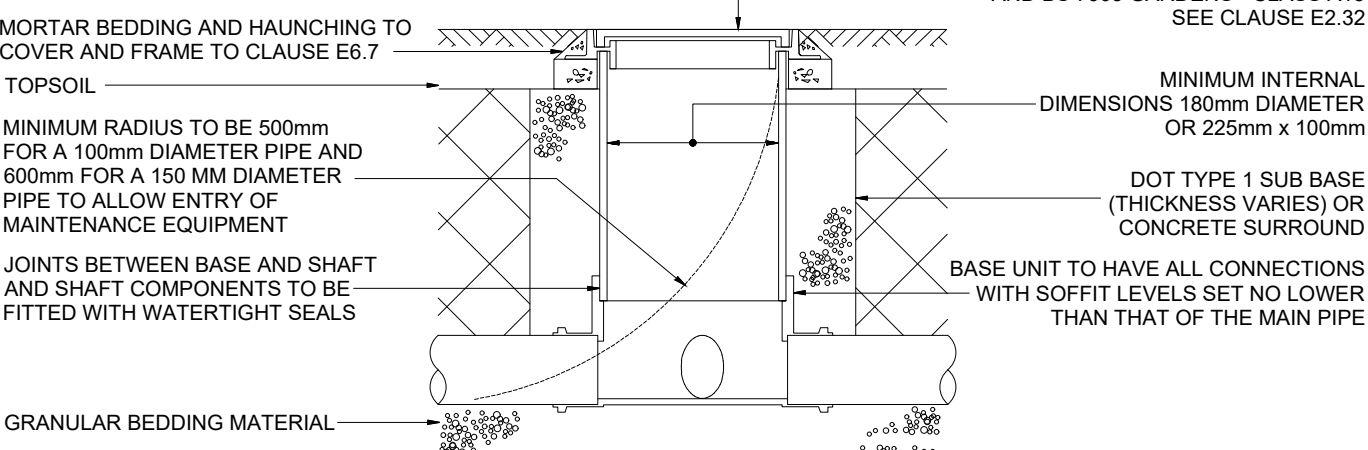 SEE CLAUSE E2.32
MORTAR BEDDING AND HAUNCHING TO
COVER AND FRAME TO CLAUSE E6.7
TOPSOIL
MINIMUM RADIUS TO BE 500mm
FOR A 100mm DIAMETER PIPE AND
600mm FOR A 150 MM DIAMETER
PIPE TO ALLOW ENTRY OF
MAINTENANCE EQUIPMENT
JOINTS BETWEEN BASE AND SHAFT
AND SHAFT COMPONENTS TO BE
FITTED WITH WATERTIGHT SEALS
GRANULAR BEDDING MATERIAL
MINIMUM INTERNAL
DIMENSIONS 180mm DIAMETER
OR 225mm x 100mm
DOT TYPE 1 SUB BASE
(THICKNESS VARIES) OR
CONCRETE SURROUND
BASE UNIT TO HAVE ALL CONNECTIONS
WITH SOFFIT LEVELS SET NO LOWER
THAN THAT OF THE MAIN PIPE